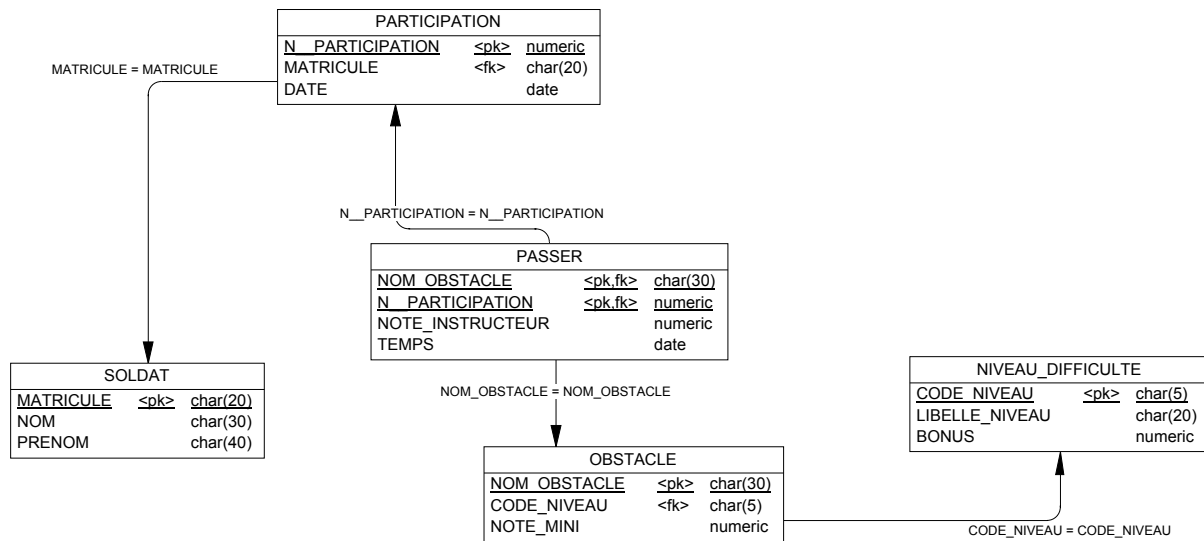 PARTICIPATION
N__PARTICIPATION <pk> numeric
MATRICULE <fk> char(20)
DATE date
MATRICULE = MATRICULE
N__PARTICIPATION = N__PARTICIPATION
PASSER
NOM_OBSTACLE <pk,fk> char(30)
N__PARTICIPATION <pk,fk> numeric
NOTE_INSTRUCTEUR numeric
TEMPS date
SOLDAT
MATRICULE <pk> char(20)
NOM char(30)
PRENOM char(40)
NOM_OBSTACLE = NOM_OBSTACLE
NIVEAU_DIFFICULTE
CODE_NIVEAU <pk> char(5)
LIBELLE_NIVEAU char(20)
BONUS numeric
OBSTACLE
NOM_OBSTACLE <pk> char(30)
CODE_NIVEAU <fk> char(5)
NOTE_MINI numeric
CODE_NIVEAU = CODE_NIVEAU